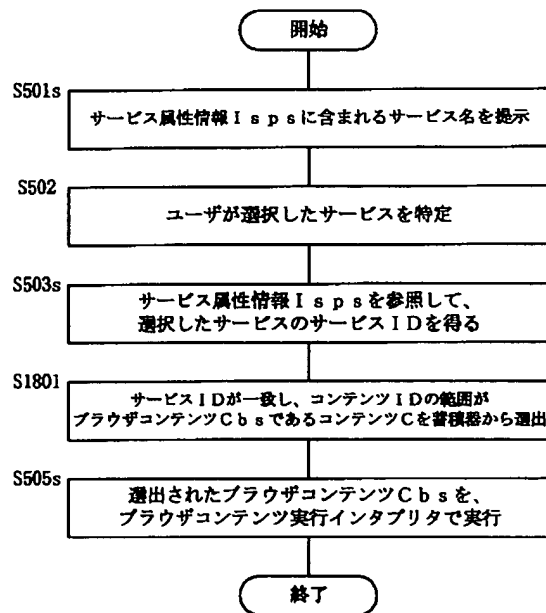 開始
S501s
サービス属性情報Ｉｓｐｓに含まれるサービス名を提示
S502
ユーザが選択したサービスを特定
S503s
サービス属性情報Ｉｓｐｓを参照して、
選択したサービスのサービスＩＤを得る
S1801
サービスＩＤが一致し、コンテンツＩＤの範囲が
ブラウザコンテンツＣｂｓであるコンテンツＣを蓄積器から選出
S505s
選出されたブラウザコンテンツＣｂｓを、
ブラウザコンテンツ実行インタプリタで実行
終了